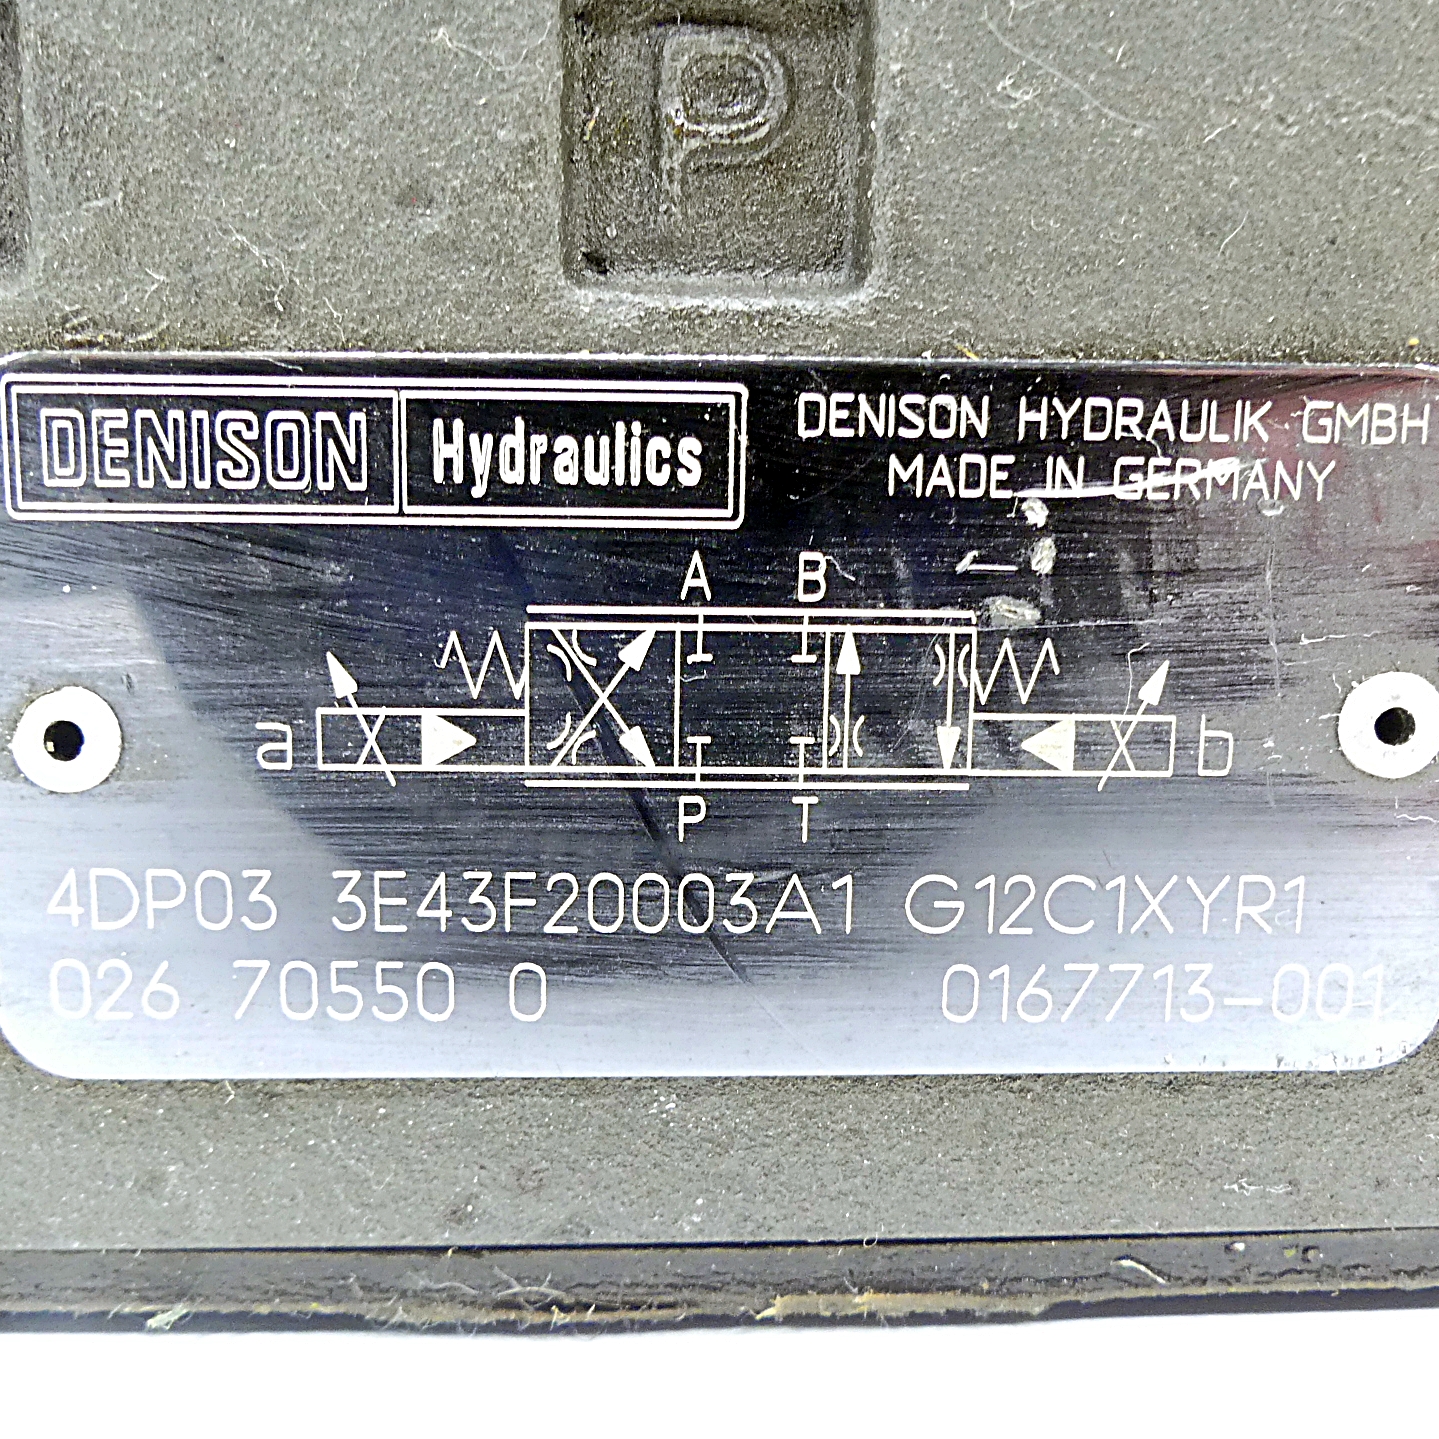 P
DENISON Hydraulics
DENISON HYDRAULIK GMBH
MADE IN GERMANY
A B
a b
P T
4DP03 3E43F20003A1 G12C1XYR1
026 70550 0 0167713-001